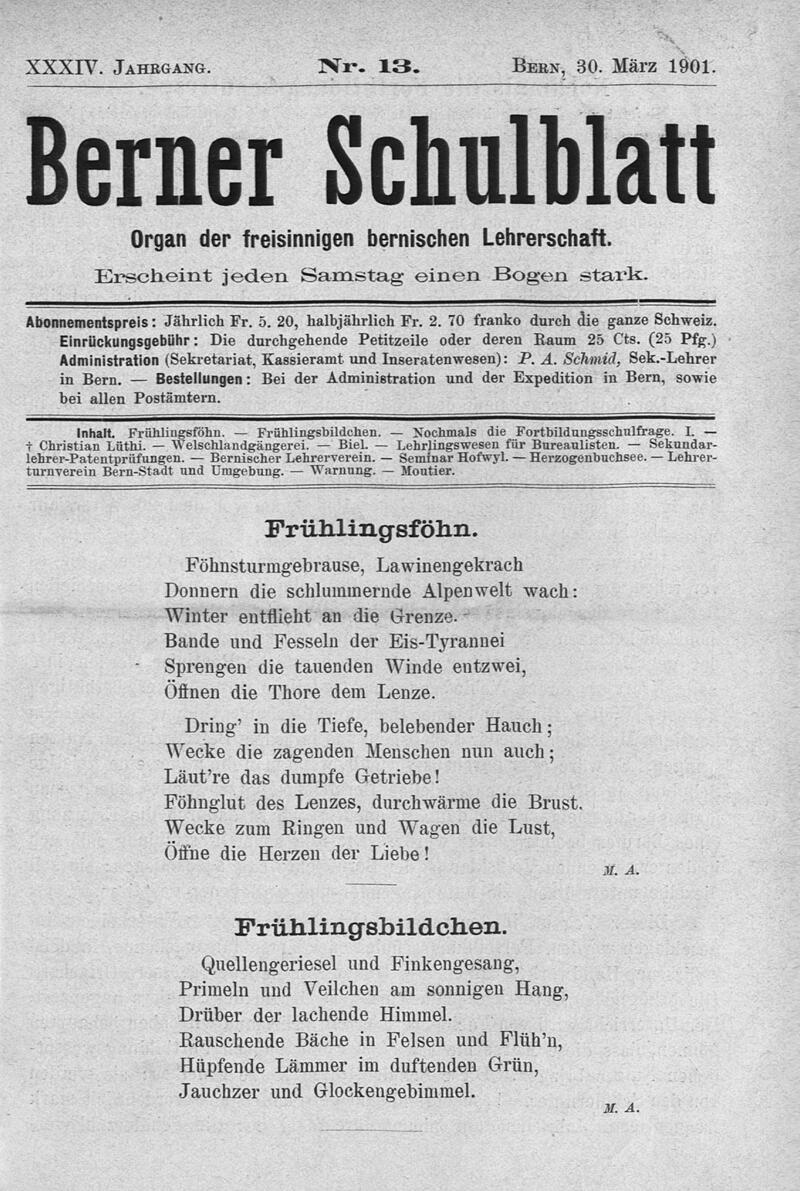 XXXIV. JAHRGANG. Nr. 13. BERN, 30. März 1901.
Berner Schulblatt
Organ der freisinnigen bernischen Lehrerschaft.
Erscheint jeden Samstag einen Bogen stark.
Abonnementspreis: Jährlich Fr. 5. 20, halbjährlich Fr. 2. 70 franko durch die ganze Schweiz.
Einrückungsgebühr: Die durchgehende Petitzeile oder deren Raum 25 Cts. (25 Pfg.)
Administration (Sekretariat, Kassieramt und Inseratenwesen): P. A. Schmid, Sek.-Lehrer
in Bern. — Bestellungen: Bei der Administration und der Expedition in Bern, sowie
bei allen Postämtern.
Inhalt. Frühlingsföhn. — Frühlingsbildchen. — Nochmals die Fortbildungsschulfrage. I. —
† Christian Lüthi. — Welschlandgängerei. — Biel. — Lehrlingswesen für Bureaulisten. — Sekundar-
lehrer-Patentprüfungen. — Bernischer Lehrerverein. — Seminar Hofwyl. — Herzogenbuchsee. — Lehrer-
turnverein Bern-Stadt und Umgebung. — Warnung. — Moutier.
Frühlingsföhn.
Föhnsturmgebrause, Lawinengekrach
Donnern die schlummernde Alpenwelt wach:
Winter entflieht an die Grenze.
Bande und Fesseln der Eis-Tyrannei
Sprengen die tauenden Winde entzwei,
Öffnen die Thore dem Lenze.
Dring’ in die Tiefe, belebender Hauch;
Wecke die zagenden Menschen nun auch;
Läut’re das dumpfe Getriebe!
Föhnglut des Lenzes, durchwärme die Brust.
Wecke zum Ringen und Wagen die Lust,
Öffne die Herzen der Liebe!
M. A.
Frühlingsbildchen.
Quellengeriesel und Finkengesang,
Primeln und Veilchen am sonnigen Hang,
Drüber der lachende Himmel.
Rauschende Bäche in Felsen und Flüh’n,
Hüpfende Lämmer im duftenden Grün,
Jauchzer und Glockengebimmel.
M. A.